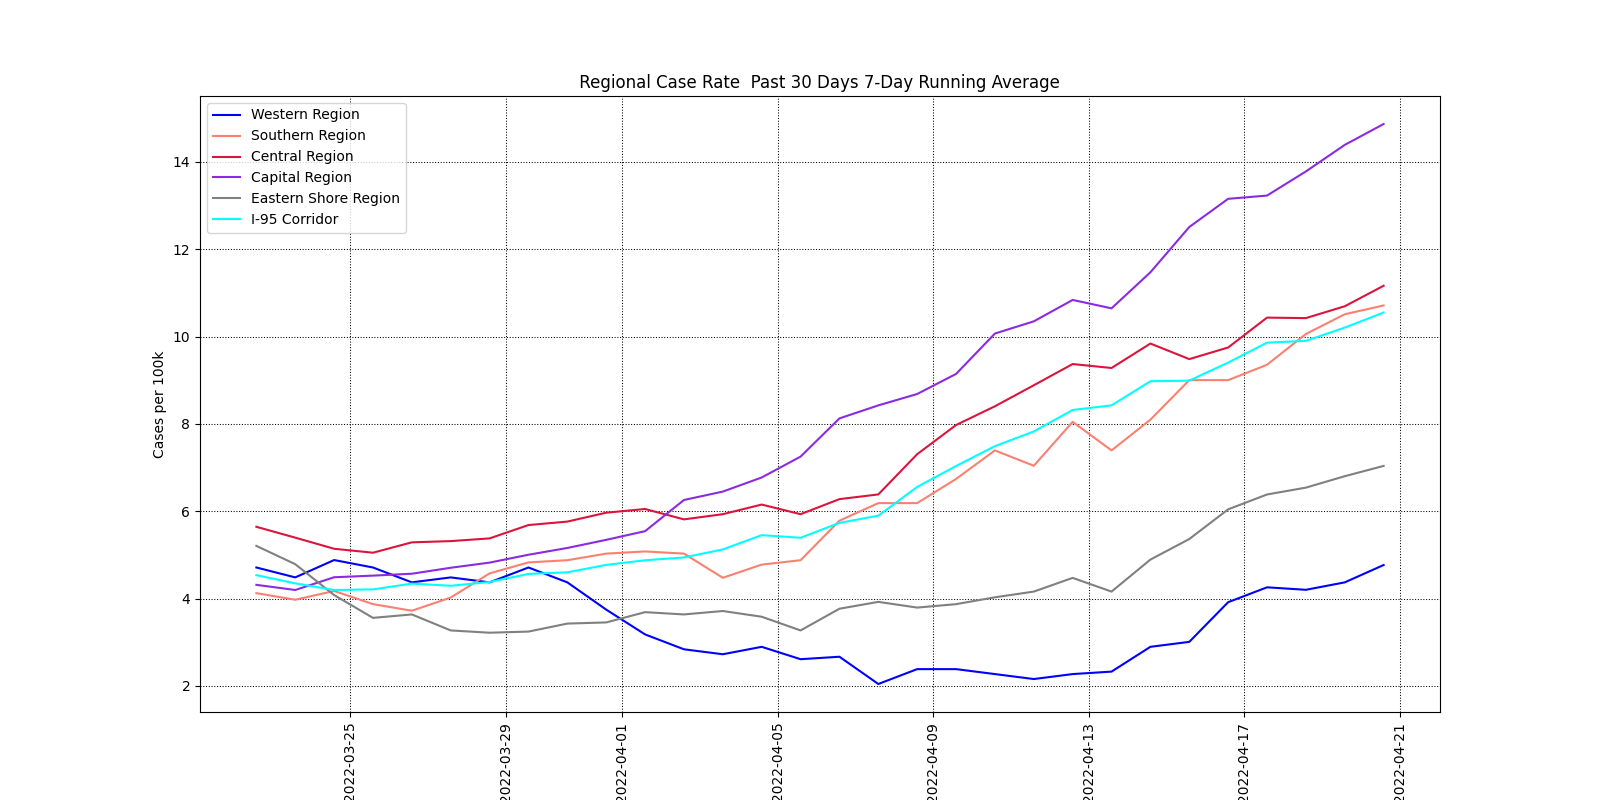 Regional Case Rate  Past 30 Days 7-Day Running Average
Western Region
Southern Region
Central Region
Capital Region
Eastern Shore Region
I-95 Corridor
Cases per 100k
14
12
10
8
6
4
2
2022-03-25
2022-03-29
2022-04-01
2022-04-05
2022-04-09
2022-04-13
2022-04-17
2022-04-21